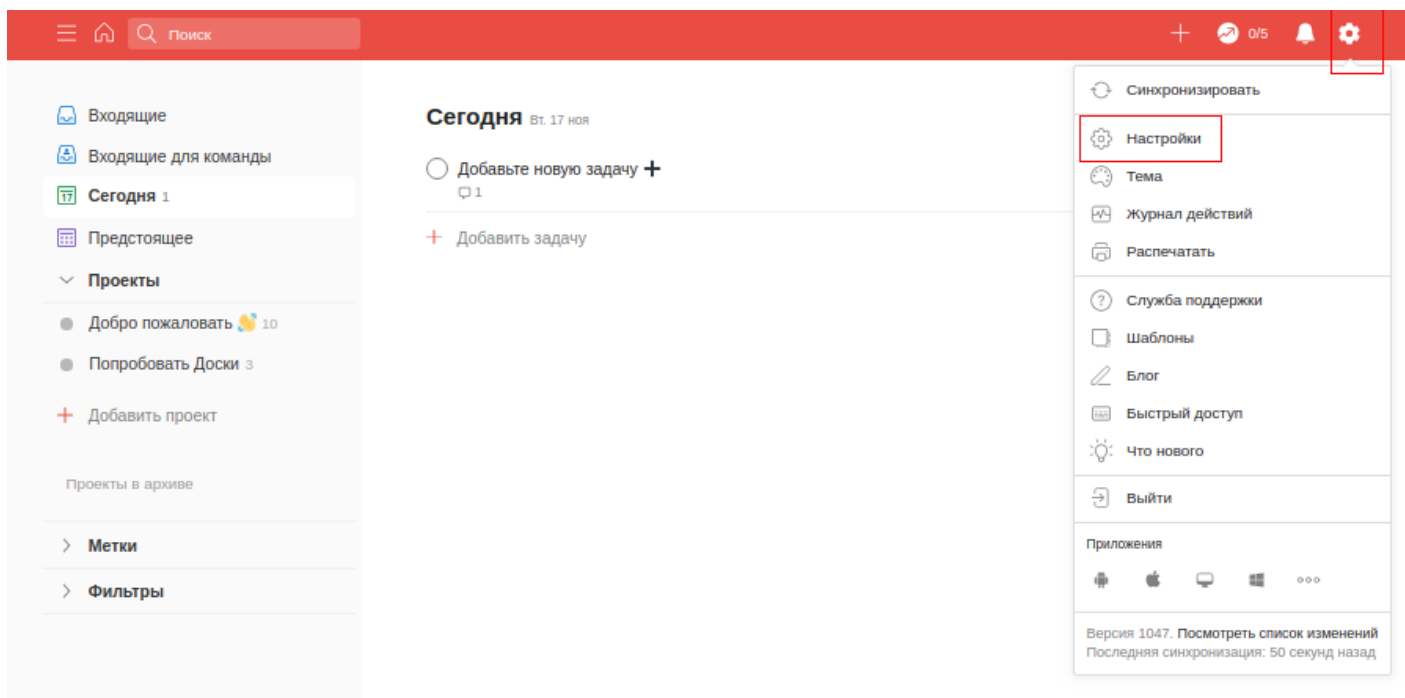 Поиск
0/5
Входящие
Входящие для команды
17
Сегодня 1
Предстоящее
Проекты
Добро пожаловать 👋 10
Попробовать Доски 3
Добавить проект
Проекты в архиве
Метки
Фильтры
Сегодня Вт. 17 ноя
Добавьте новую задачу ➕
1
Добавить задачу
Синхронизировать
Настройки
Тема
Журнал действий
Распечатать
Служба поддержки
Шаблоны
Блог
Быстрый доступ
Что нового
Выйти
Приложения
Версия 1047. Посмотреть список изменений
Последняя синхронизация: 50 секунд назад